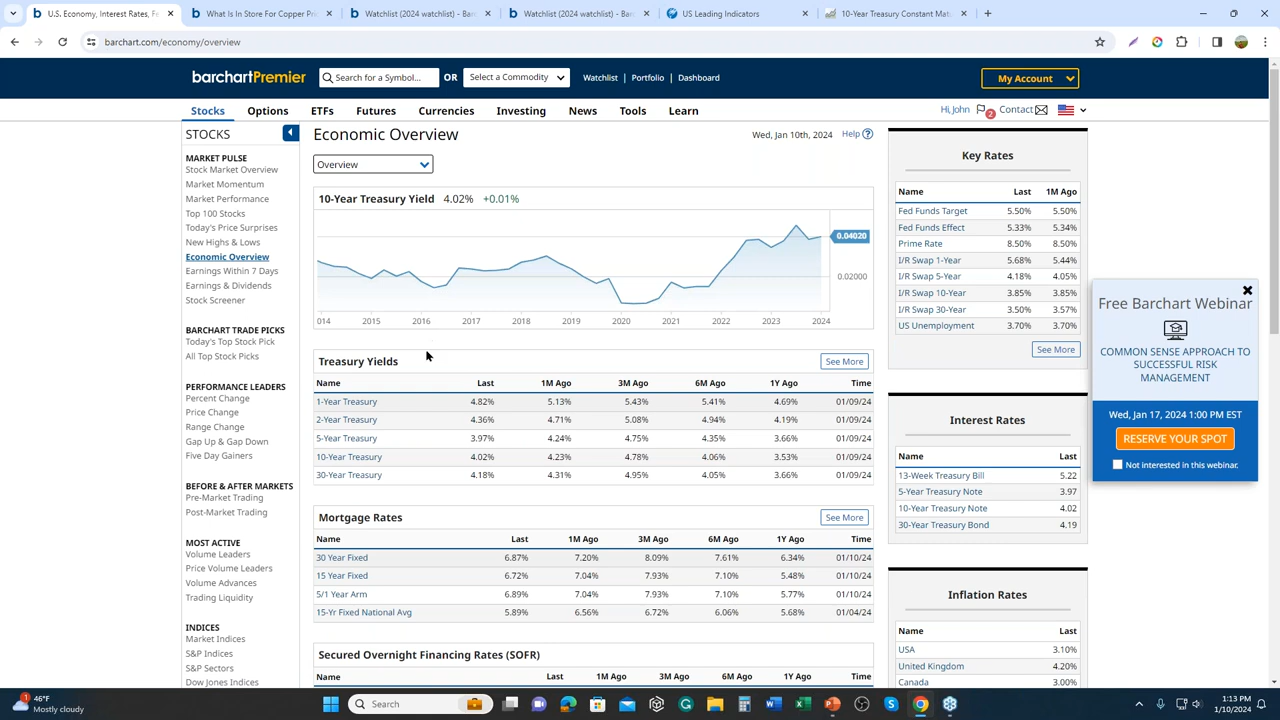 U.S. Economy, Interest Rates, Fe
What Is In Store For Copper Pri
Watchlist (2024 watchlist) - Bar
Watchlist (2024 watchlist) - Bar
US Leading Indicators
10-Year Treasury Constant Matu
barchart.com/economy/overview
barchartPremier
Search for a Symbol...
OR
Select a Commodity
Watchlist
Portfolio
Dashboard
My Account
Stocks
Options
ETFs
Futures
Currencies
Investing
News
Tools
Learn
Hi, John
2
Contact
STOCKS
MARKET PULSE
Stock Market Overview
Market Momentum
Market Performance
Top 100 Stocks
Today's Price Surprises
New Highs & Lows
Economic Overview
Earnings Within 7 Days
Earnings & Dividends
Stock Screener
BARCHART TRADE PICKS
Today's Top Stock Pick
All Top Stock Picks
PERFORMANCE LEADERS
Percent Change
Price Change
Range Change
Gap Up & Gap Down
Five Day Gainers
BEFORE & AFTER MARKETS
Pre-Market Trading
Post-Market Trading
MOST ACTIVE
Volume Leaders
Price Volume Leaders
Volume Advances
Trading Liquidity
INDICES
Market Indices
S&P Indices
S&P Sectors
Dow Jones Indices
Economic Overview
Wed, Jan 10th, 2024
Help
Overview
10-Year Treasury Yield 4.02% +0.01%
0.04020
0.02000
014 2015 2016 2017 2018 2019 2020 2021 2022 2023 2024
Treasury Yields
See More
Name Last 1M Ago 3M Ago 6M Ago 1Y Ago Time
1-Year Treasury 4.82% 5.13% 5.43% 5.41% 4.69% 01/09/24
2-Year Treasury 4.36% 4.71% 5.08% 4.94% 4.19% 01/09/24
5-Year Treasury 3.97% 4.24% 4.75% 4.35% 3.66% 01/09/24
10-Year Treasury 4.02% 4.23% 4.78% 4.06% 3.53% 01/09/24
30-Year Treasury 4.18% 4.31% 4.95% 4.05% 3.66% 01/09/24
Mortgage Rates
See More
Name Last 1M Ago 3M Ago 6M Ago 1Y Ago Time
30 Year Fixed 6.87% 7.20% 8.09% 7.61% 6.34% 01/10/24
15 Year Fixed 6.72% 7.04% 7.93% 7.10% 5.48% 01/10/24
5/1 Year Arm 6.89% 7.04% 7.93% 7.10% 5.77% 01/10/24
15-Yr Fixed National Avg 5.89% 6.56% 6.72% 6.06% 5.68% 01/04/24
Secured Overnight Financing Rates (SOFR)
Name Last 1M Ago 3M Ago 6M Ago 1Y Ago Time
Key Rates
Name Last 1M Ago
Fed Funds Target 5.50% 5.50%
Fed Funds Effect 5.33% 5.34%
Prime Rate 8.50% 8.50%
I/R Swap 1-Year 5.68% 5.44%
I/R Swap 5-Year 4.18% 4.05%
I/R Swap 10-Year 3.85% 3.85%
I/R Swap 30-Year 3.50% 3.57%
US Unemployment 3.70% 3.70%
See More
Interest Rates
Name Last
13-Week Treasury Bill 5.22
5-Year Treasury Note 3.97
10-Year Treasury Note 4.02
30-Year Treasury Bond 4.19
Inflation Rates
Name Last
USA 3.10%
United Kingdom 4.20%
Canada 3.00%
Free Barchart Webinar
COMMON SENSE APPROACH TO
SUCCESSFUL RISK
MANAGEMENT
Wed, Jan 17, 2024 1:00 PM EST
RESERVE YOUR SPOT
Not interested in this webinar.
1
46°F
Mostly cloudy
Search
1:13 PM
1/10/2024